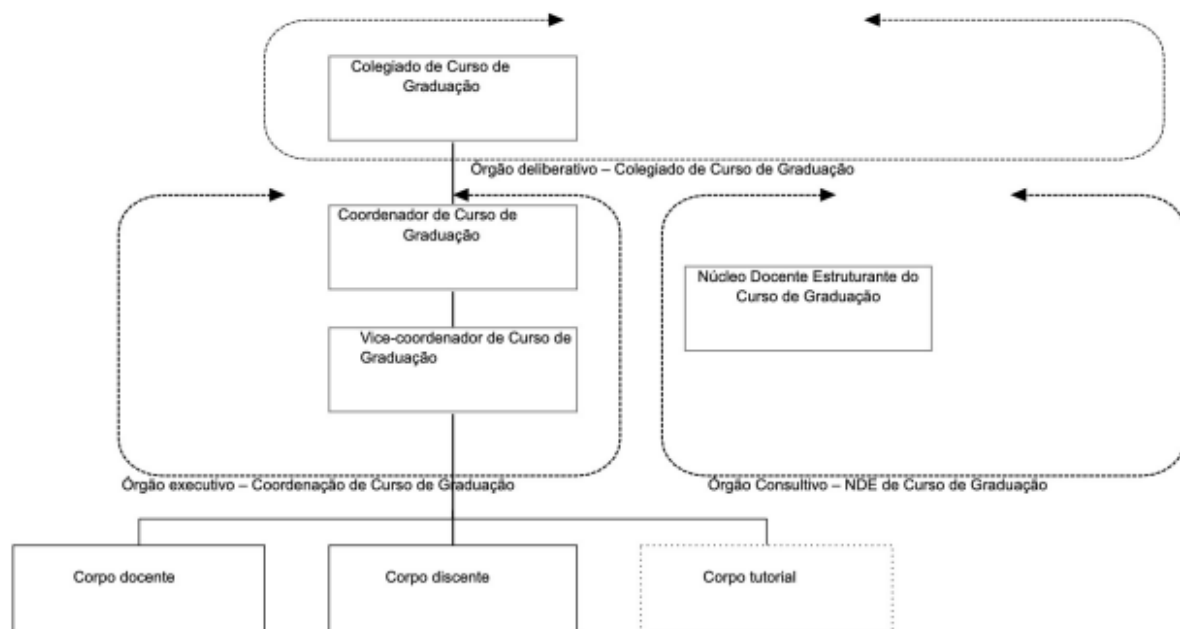 Colegiado de Curso de
Graduação
Órgão deliberativo – Colegiado de Curso de Graduação
Coordenador de Curso de
Graduação
Núcleo Docente Estruturante do
Curso de Graduação
Vice-coordenador de Curso de
Graduação
Órgão executivo – Coordenação de Curso de Graduação
Órgão Consultivo – NDE de Curso de Graduação
Corpo docente
Corpo discente
Corpo tutorial